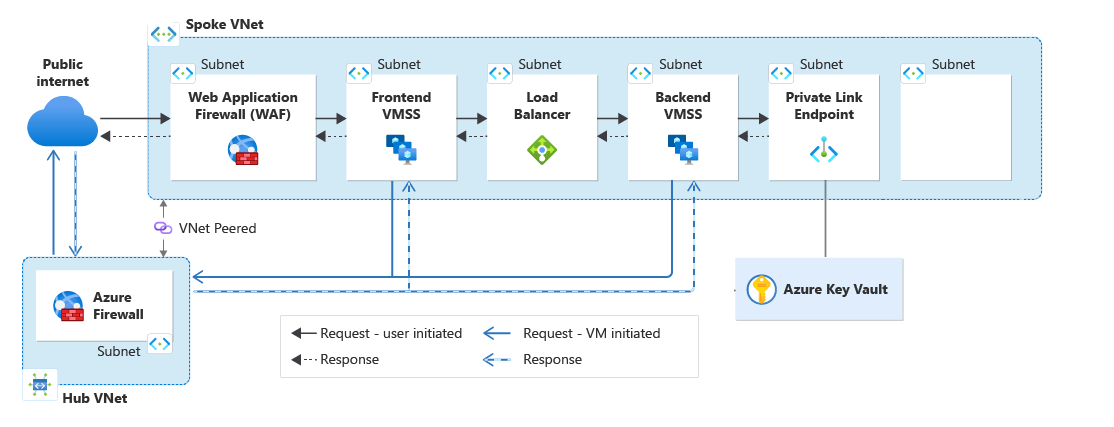 Spoke VNet
Public
internet
Subnet
Subnet
Subnet
Subnet
Subnet
Subnet
Web Application
Firewall (WAF)
Frontend
VMSS
Load
Balancer
Backend
VMSS
Private Link
Endpoint
VNet Peered
Azure
Firewall
Subnet
Hub VNet
Azure Key Vault
Request - user initiated
Request - VM initiated
Response
Response